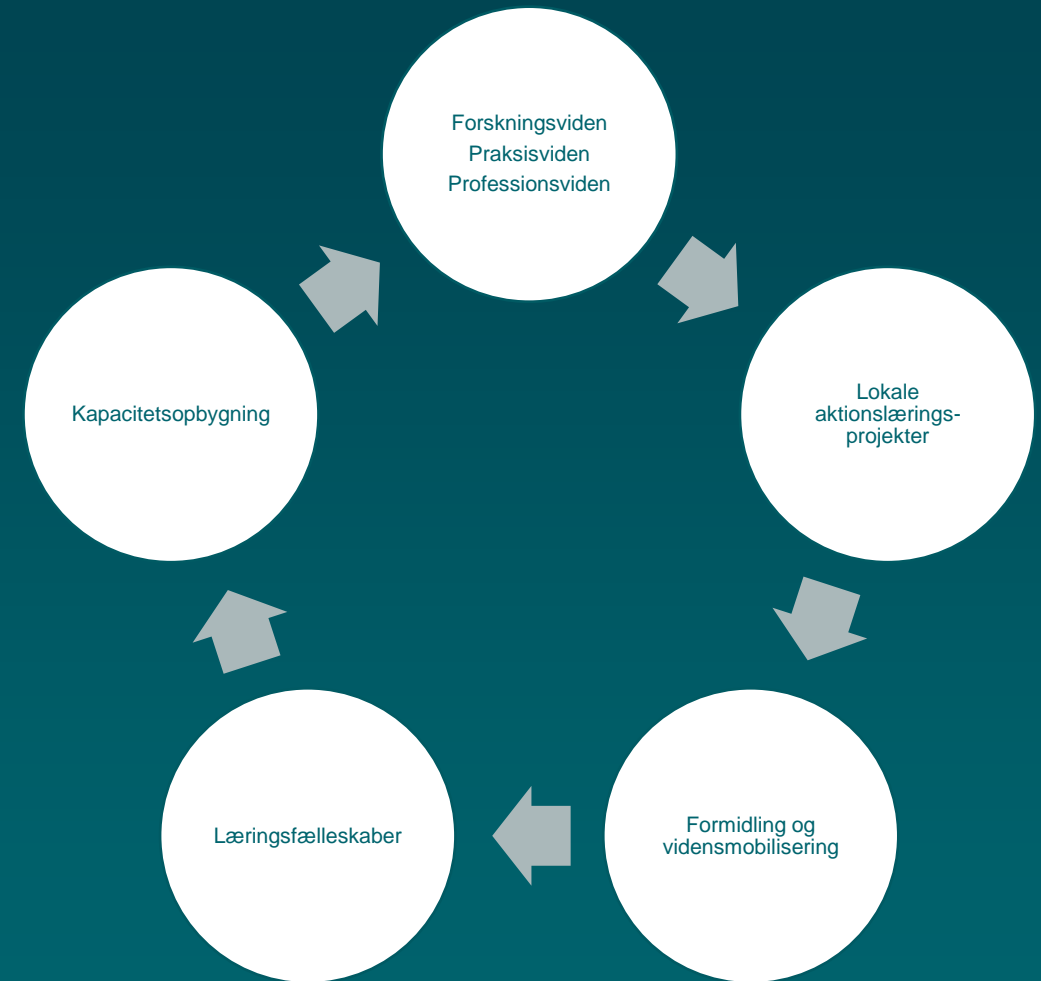 Forskningsviden
Praksisviden
Professionsviden
Lokale
aktionslærings-
projekter
Formidling og
vidensmobilisering
Læringsfælleskaber
Kapacitetsopbygning